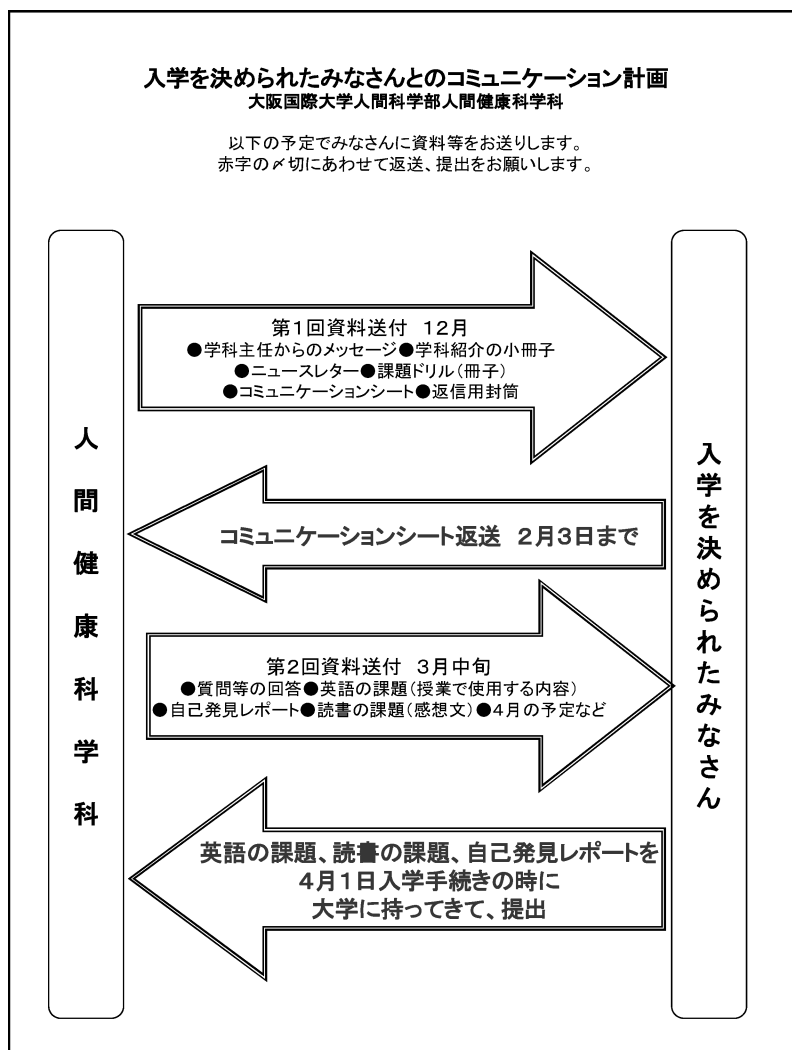 入学を決められたみなさんとのコミュニケーション計画
大阪国際大学人間科学部人間健康科学科
以下の予定でみなさんに資料等をお送りします。
赤字の〆切にあわせて返送、提出をお願いします。
人間健康科学科
第１回資料送付　１２月
●学科主任からのメッセージ●学科紹介の小冊子
●ニュースレター●課題ドリル（冊子）
●コミュニケーションシート●返信用封筒
コミュニケーションシート返送　２月３日まで
第２回資料送付　３月中旬
●質問等の回答●英語の課題（授業で使用する内容）
●自己発見レポート●読書の課題（感想文）●４月の予定など
英語の課題、読書の課題、自己発見レポートを
４月１日入学手続きの時に
大学に持ってきて、提出
入学を決められたみなさん